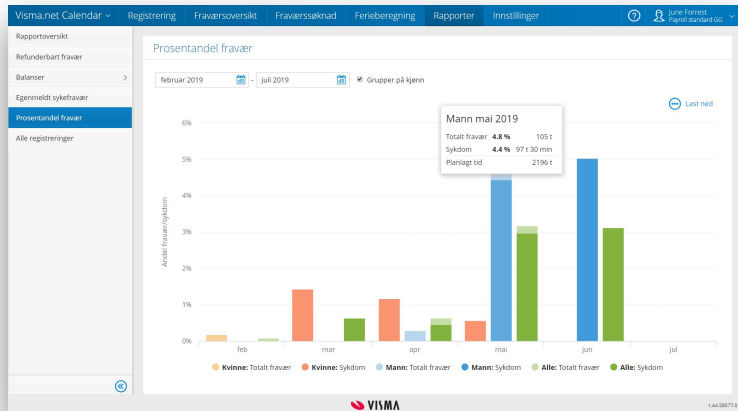 Visma.net Calendar Registrering Fraværsoversikt Fraværssøknad Ferieberegning Rapporter Innstillinger ? June Forrest
Payroll standard GG
Rapportoversikt
Refunderbart fravær
Balanser
Egenmeldt sykefravær
Prosentandel fravær
Alle registreringer
Prosentandel fravær
februar 2019 - juli 2019 Grupper på kjønn
Last ned
Mann mai 2019
Totalt fravær 4.8 % 105 t
Sykdom 4.4 % 97 t 30 min
Planlagt tid 2196 t
Andel fravær/sykdom
6%
5%
4%
3%
2%
1%
0%
feb mar apr mai jun jul
Kvinne: Totalt fravær Kvinne: Sykdom Mann: Totalt fravær Mann: Sykdom Alle: Totalt fravær Alle: Sykdom
VISMA
1.44.58577.0